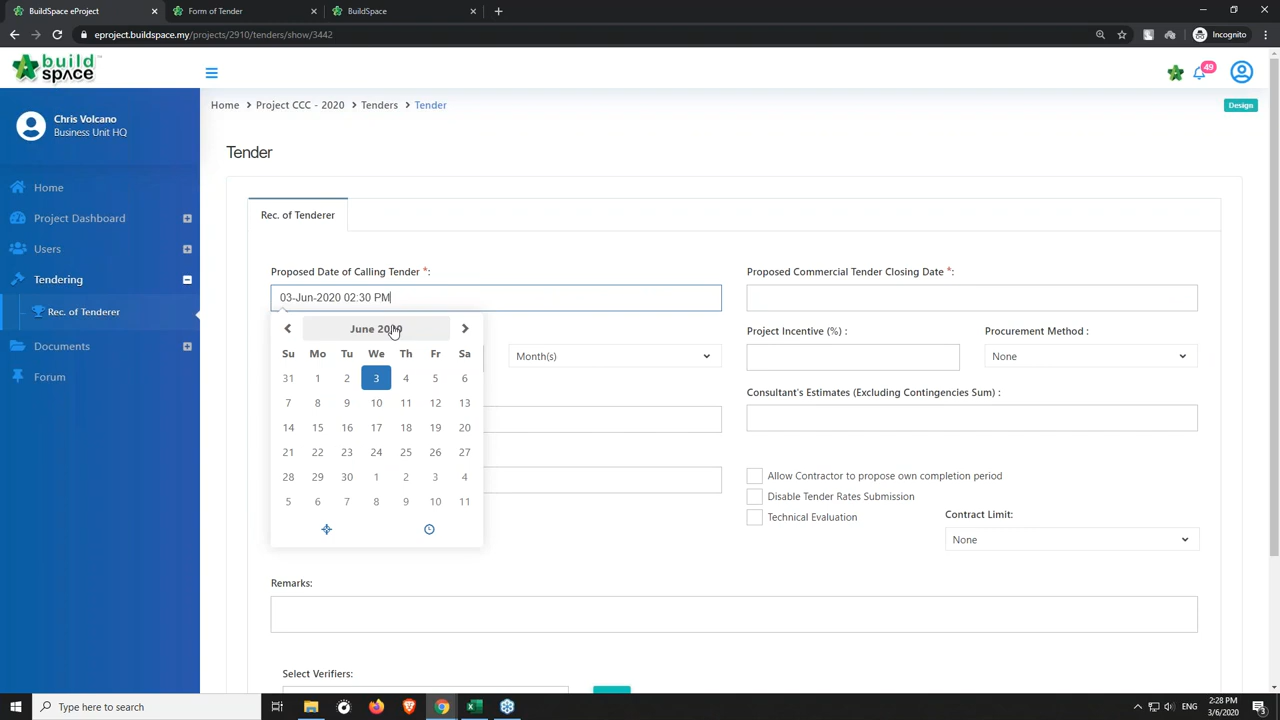 BuildSpace eProject
Form of Tender
BuildSpace
eproject.buildspace.my/projects/2910/tenders/show/3442
Incognito
build space
49
Chris Volcano
Business Unit HQ
Home
Project Dashboard
Users
Tendering
Rec. of Tenderer
Documents
Forum
Home > Project CCC - 2020 > Tenders > Tender
Design
Tender
Rec. of Tenderer
Proposed Date of Calling Tender *:
03-Jun-2020 02:30 PM
Proposed Commercial Tender Closing Date *:
June 2020
Su Mo Tu We Th Fr Sa
31 1 2 3 4 5 6
7 8 9 10 11 12 13
14 15 16 17 18 19 20
21 22 23 24 25 26 27
28 29 30 1 2 3 4
5 6 7 8 9 10 11
Month(s)
Project Incentive (%) :
Procurement Method :
None
Consultant's Estimates (Excluding Contingencies Sum) :
Allow Contractor to propose own completion period
Disable Tender Rates Submission
Technical Evaluation
Contract Limit:
None
Remarks:
Select Verifiers:
Type here to search
ENG
2:28 PM
3/6/2020